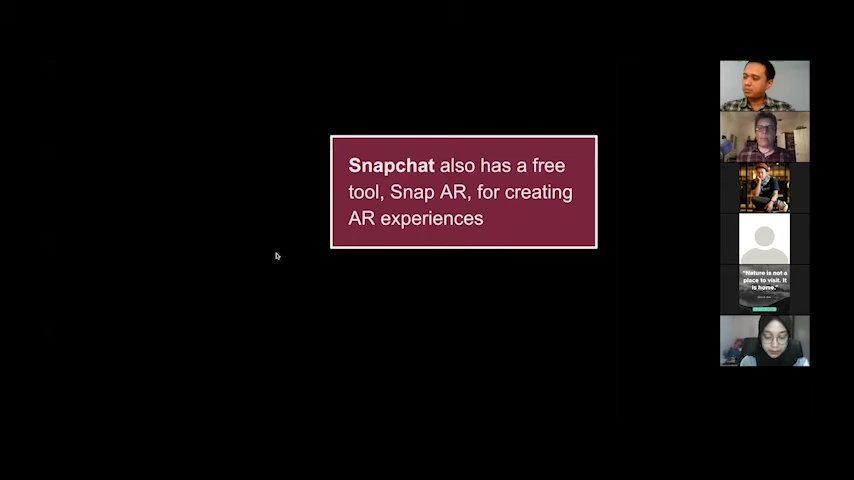 Snapchat also has a free
tool, Snap AR, for creating
AR experiences
"Nature is not a
place to visit. It
is home."